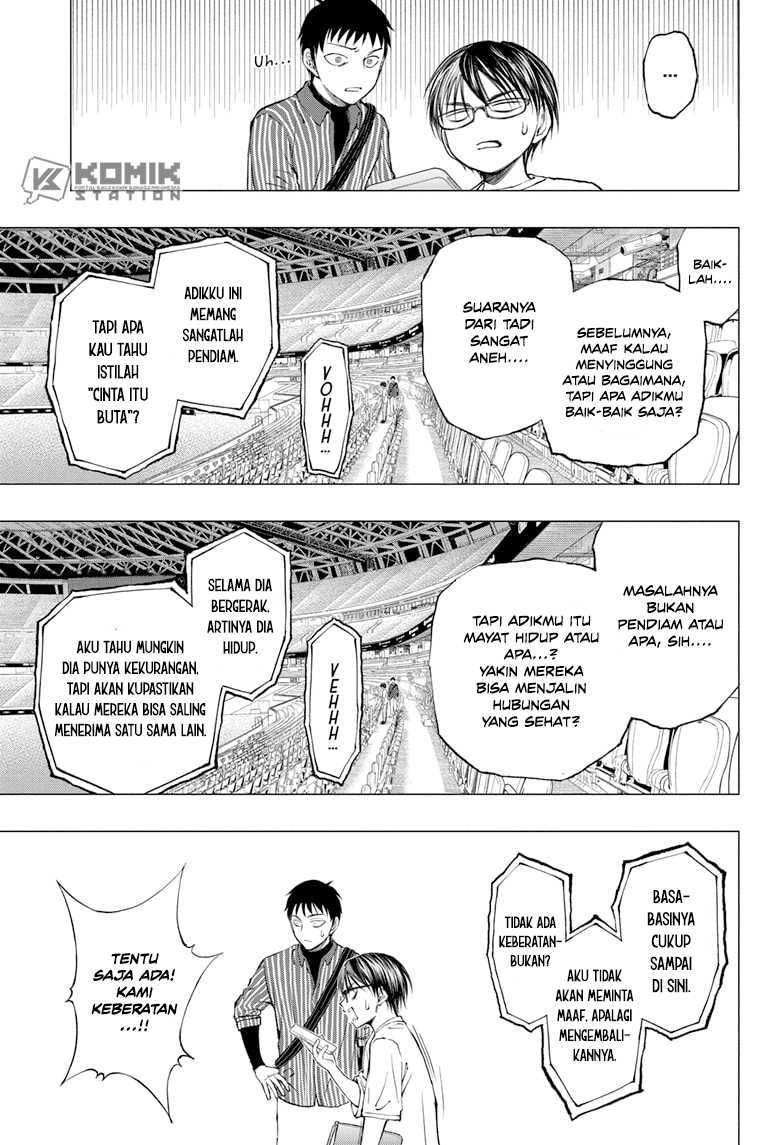 ...
Uh...
KOMIK
STATION
BAIK-
LAH....
SEBELUMNYA,
MAAF KALAU
MENYINGGUNG
ATAU BAGAIMANA,
TAPI APA ADIKMU
BAIK-BAIK SAJA?
SUARANYA
DARI TADI
SANGAT
ANEH....
VOHHH...
ADIKKU INI
MEMANG
SANGATLAH
PENDIAM.
TAPI APA
KAU TAHU
ISTILAH
"CINTA ITU
BUTA"?
MASALAHNYA
BUKAN
PENDIAM ATAU
APA, SIH....
TAPI ADIKMU ITU
MAYAT HIDUP ATAU
APA...?
YAKIN MEREKA
BISA MENJALIN
HUBUNGAN
YANG SEHAT?
VEHHH...
SELAMA DIA
BERGERAK,
ARTINYA DIA
HIDUP.
AKU TAHU MUNGKIN
DIA PUNYA KEKURANGAN,
TAPI AKAN KUPASTIKAN
KALAU MEREKA BISA SALING
MENERIMA SATU SAMA LAIN.
BASA-
BASINYA
CUKUP
SAMPAI
DI SINI.
AKU TIDAK
AKAN MEMINTA
MAAF, APALAGI
MENGEMBALI-
KANNYA.
TIDAK ADA
KEBERATAN-
BUKAN?
TENTU
SAJA ADA!
KAMI
KEBERATAN
...!!